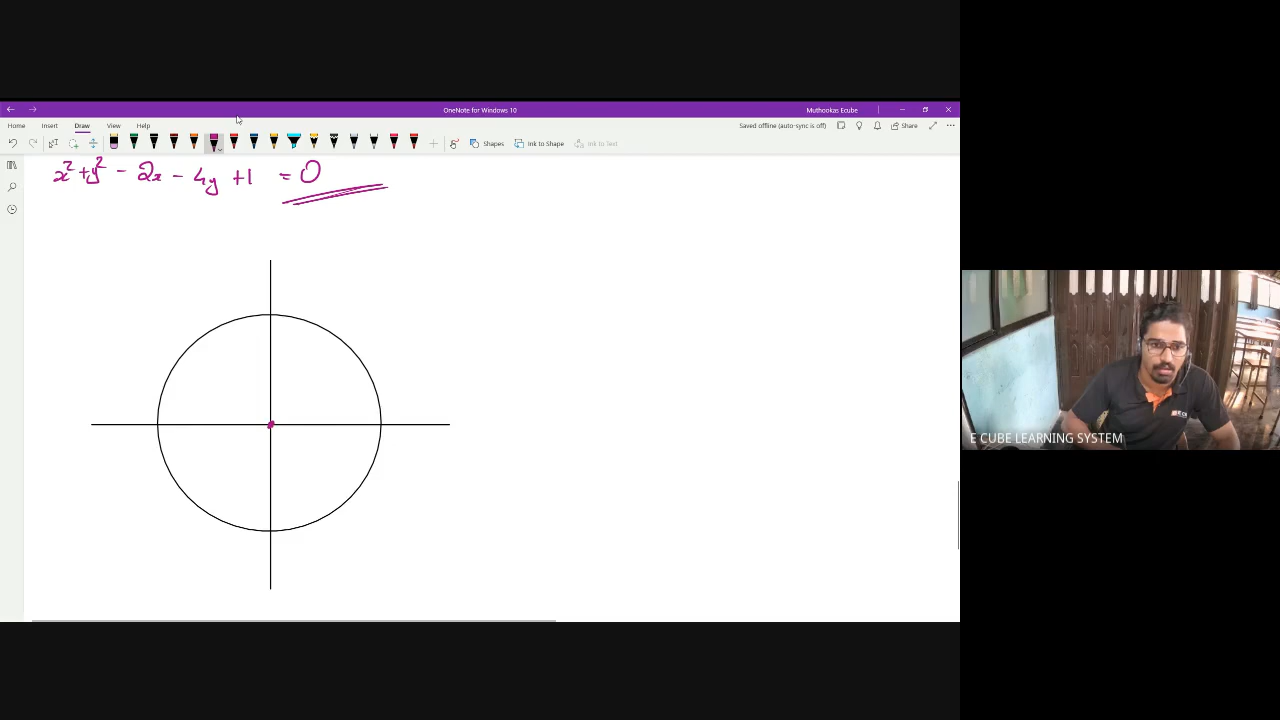 OneNote for Windows 10
Muthookas Ecube
Home Insert Draw View Help
Saved offline (auto-sync is off) Share
Shapes Ink to Shape Ink to Text
x² + y² - 2x - 4y + 1 = 0
E CUBE
E CUBE LEARNING SYSTEM